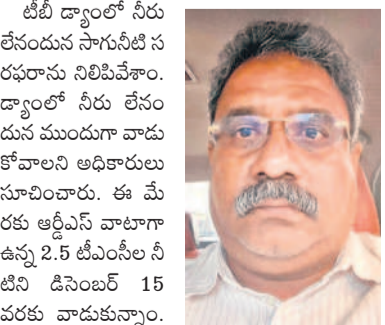 టీబీ డ్యాంలో నీరు
లేనందున సాగునీటి స
రఫరాను నిలిపివేశాం.
డ్యాంలో నీరు లేనం
దున ముందుగా వాడు
కోవాలని అధికారులు
సూచించారు. ఈ మే
రకు ఆర్డీఎస్ వాటాగా
ఉన్న 2.5 టీఎంసీల నీ
టిని డిసెంబర్ 15
వరకు వాడుకున్నాం.